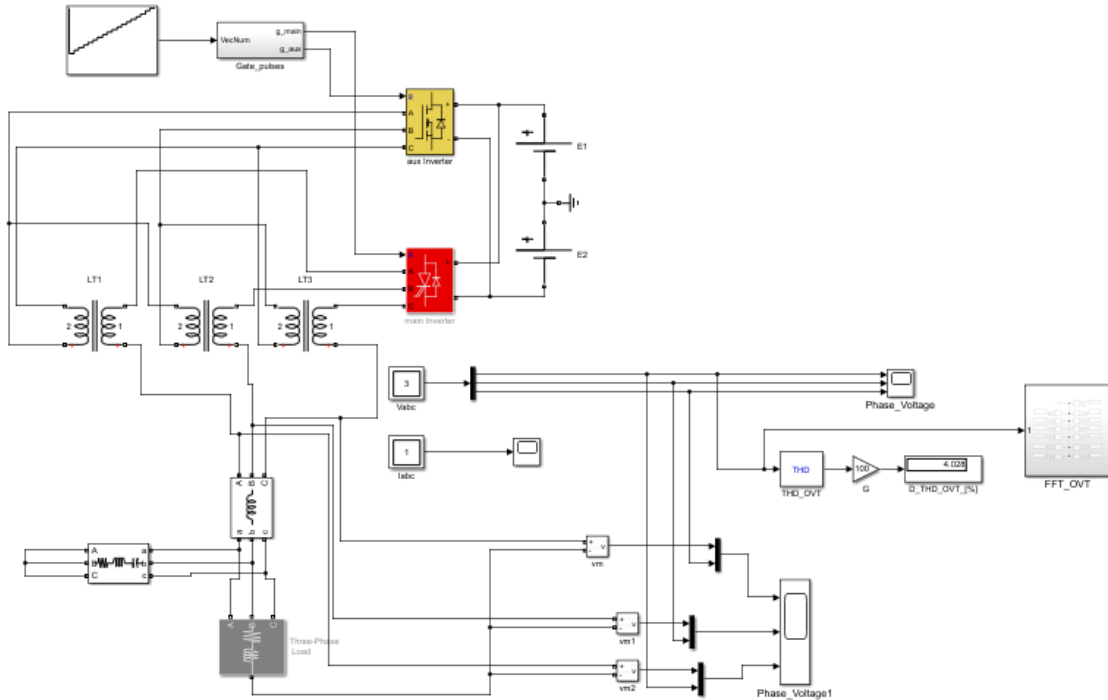 VecNum
g_main
g_aux
Gate_pulses
g
A
B
C
+
-
aux Inverter
+
E1
+
E2
g
A
B
C
+
-
main Inverter
LT1
LT2
LT3
2
1
2
1
2
1
3
Vabc
Phase_Voltage
1
Iabc
THD
THD_OVT
100
G
4.028
D_THD_OVT_[%]
FFT_OVT
A
B
C
a
b
c
A
B
C
a
b
c
A
B
C
Three-Phase
Load
+
-
v
vm
+
-
v
vm1
+
-
v
vm2
Phase_Voltage1